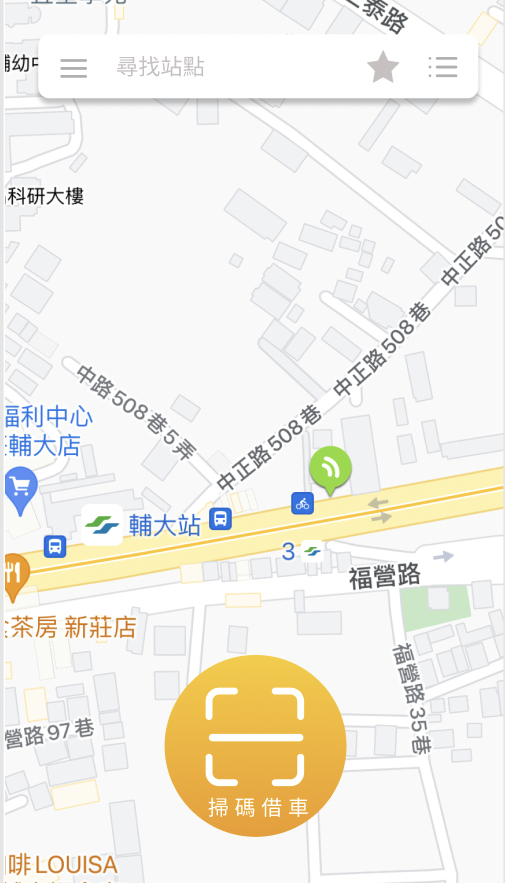 三泰路
尋找站點
科研大樓
中正路508巷
中正路508巷
中正路508巷
中路508巷5弄
福利中心
輔大店
輔大站
3
福營路
茶房 新莊店
福營路35巷
營路97巷
掃碼借車
啡 LOUISA